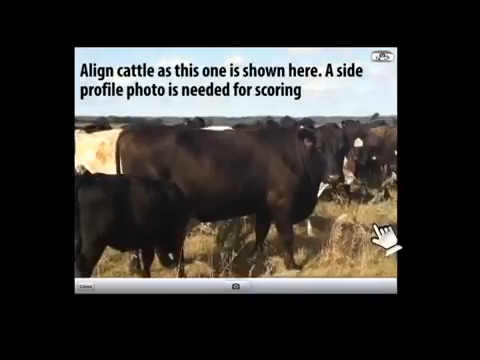 Align cattle as this one is shown here. A side
profile photo is needed for scoring